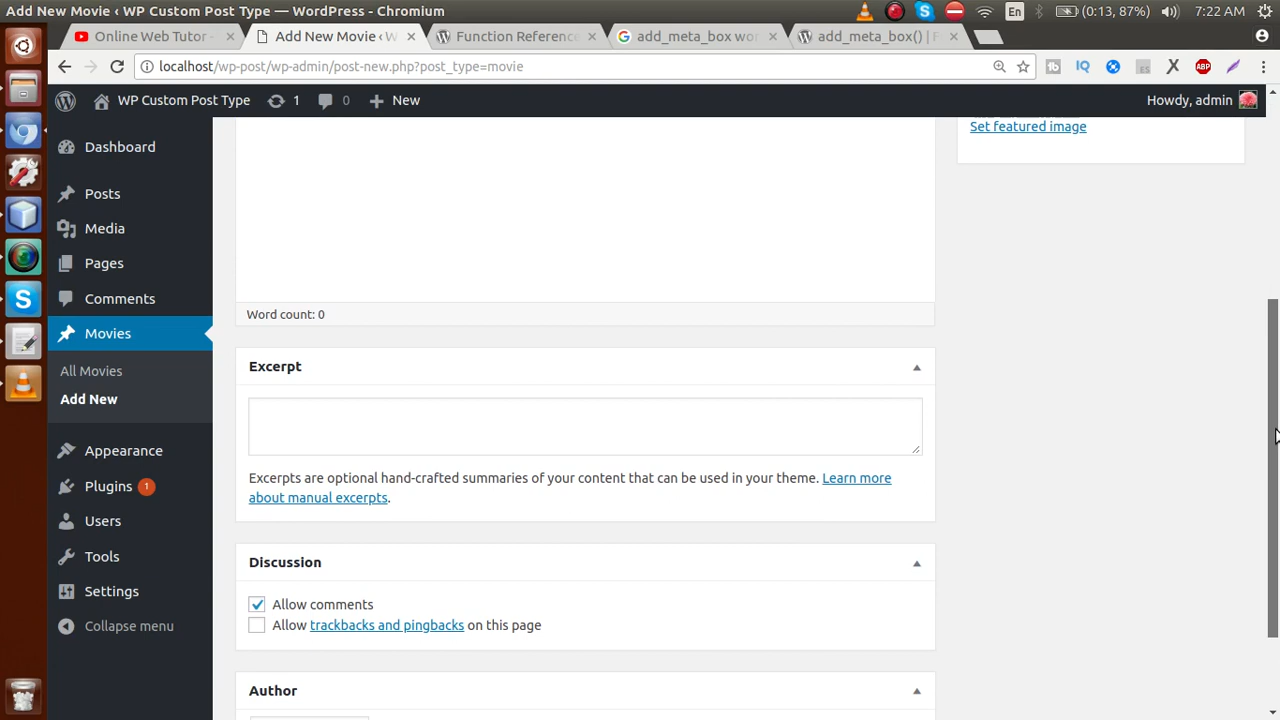 Add New Movie ‹ WP Custom Post Type — WordPress - Chromium
En
(0:13, 87%)
7:22 AM
Online Web Tutor -
Add New Movie ‹ W
Function Reference
add_meta_box wor
add_meta_box() |
localhost/wp-post/wp-admin/post-new.php?post_type=movie
fb
IQ
ES
X
ABP
WP Custom Post Type
1
0
New
Howdy, admin
Dashboard
Posts
Media
Pages
Comments
Movies
All Movies
Add New
Appearance
Plugins 1
Users
Tools
Settings
Collapse menu
Set featured image
Word count: 0
Excerpt
Excerpts are optional hand-crafted summaries of your content that can be used in your theme. Learn more
about manual excerpts.
Discussion
Allow comments
Allow trackbacks and pingbacks on this page
Author